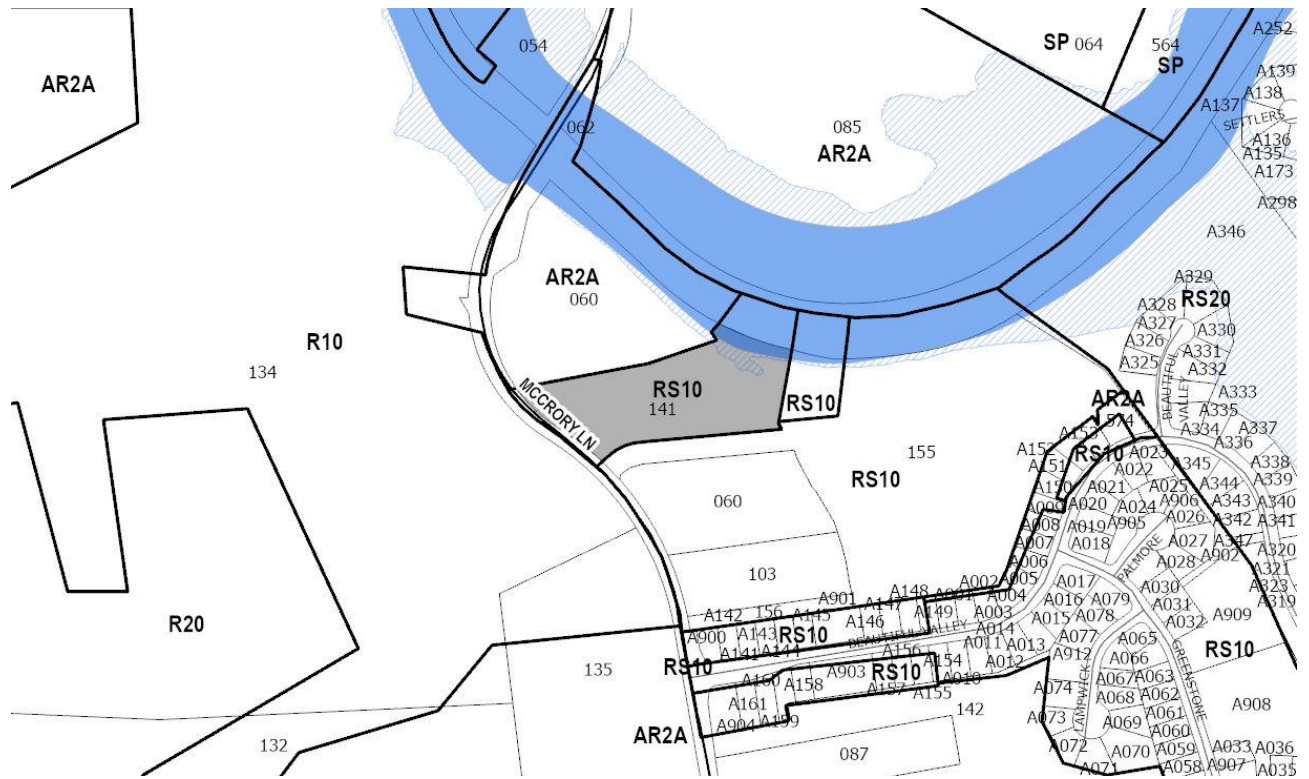 A252
054
SP 064
564
SP
A139
A138
A137
AR2A
SETTLERS
062
085
A136
A135
AR2A
A173
A298
A346
AR2A
060
A329
A328
RS20
A327
A330
A326
R10
A331
A325
A332
134
BEAUTIFUL
VALLEY
RS10
141
MCCRORY LN
RS10
AR2A
A333
A335
574
A334
A337
A153
A336
A152
155
RS10
A023
A151
A022
A345
A338
RS10
A150
A021
A025
A344
A339
060
A009
A020
A024
A906
A343
A340
A008
A019
A905
A026
A342
A341
A007
A018
A027
A347
A902
A320
PALMORE
A006
A028
A321
103
A005
A017
A002
A030
A323
A148
A001
A004
A016
A079
A319
A901
A147
A031
A142
156
A145
A149
A003
A015
A078
A909
R20
A146
A032
A900
A143
RS10
BEAUTIFUL VALLEY
A014
A077
A065
A141
A144
A011
A013
RS10
A156
A912
A066
RS10
135
A154
A012
GREENSTONE
A903
RS10
A067
A063
A160
A158
A010
A074
A068
A062
A157
A155
LAMPWICK
A161
A908
142
A073
A061
A904
A159
A069
A060
AR2A
132
A072
A070
A059
A033
A036
087
A071
A058
A907
A035